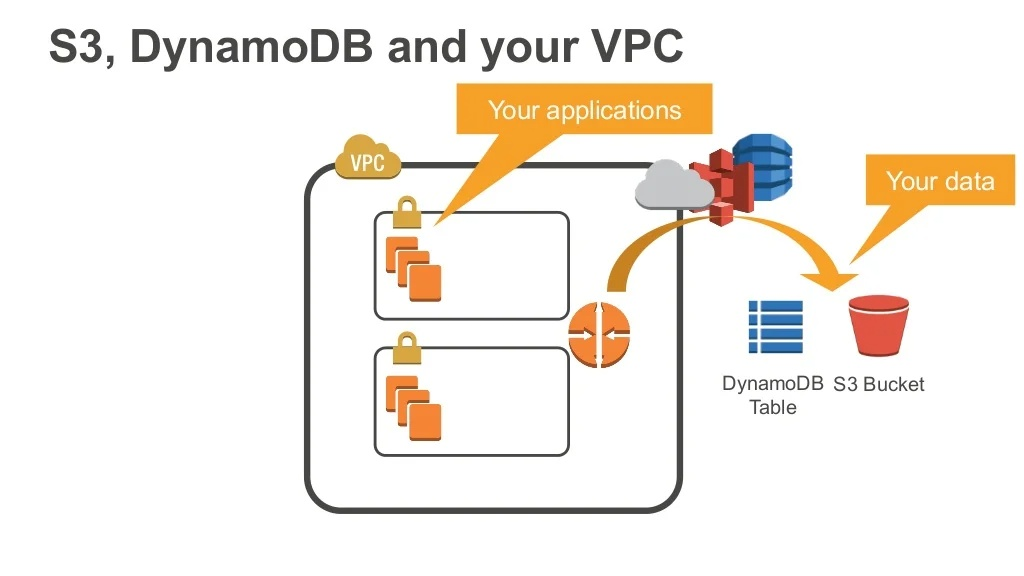 S3, DynamoDB and your VPC
Your applications
VPC
Your data
DynamoDB
Table
S3 Bucket